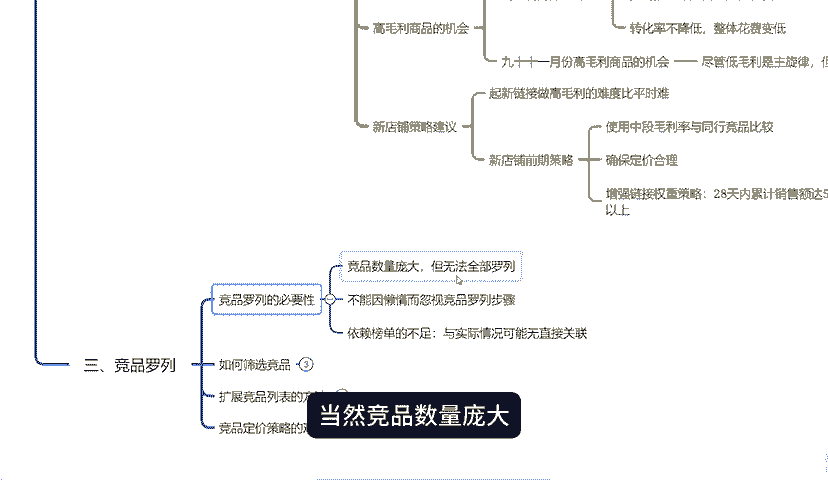 转化率不降低，整体花费变低
高毛利商品的机会
九十一月份高毛利商品的机会
尽管低毛利是主旋律，
起新链接做高毛利的难度比平时难
新店铺策略建议
使用中段毛利率与同行竞品比较
新店铺前期策略
确保定价合理
增强链接权重策略：28天内累计销售额达5
以上
竞品数量庞大，但无法全部罗列
竞品罗列的必要性
不能因懒惰而忽视竞品罗列步骤
依赖榜单的不足：与实际情况可能无直接关联
三、竞品罗列
如何筛选竞品
3
扩展竞品列表的
竞品定价策略的
当然竞品数量庞大